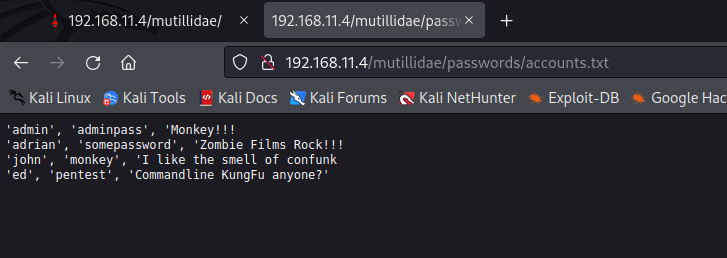 192.168.11.4/mutillidae/
192.168.11.4/mutillidae/passw
192.168.11.4/mutillidae/passwords/accounts.txt
Kali Linux Kali Tools Kali Docs Kali Forums Kali NetHunter Exploit-DB Google Hac
'admin', 'adminpass', 'Monkey!!!
'adrian', 'somepassword', 'Zombie Films Rock!!!
'john', 'monkey', 'I like the smell of confunk
'ed', 'pentest', 'Commandline KungFu anyone?'